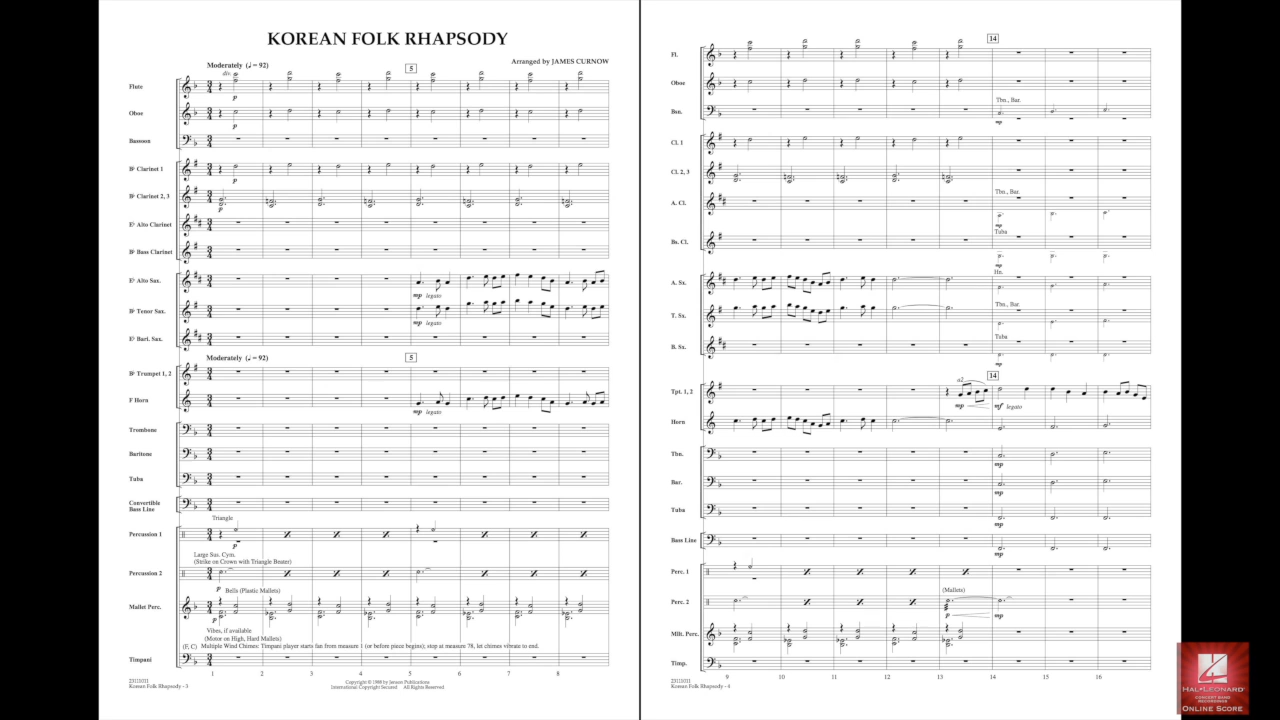 KOREAN FOLK RHAPSODY
Arranged by JAMES CURNOW
Moderately (♩= 92)
5
div.
Flute
p
Oboe
p
Bassoon
B♭ Clarinet 1
p
B♭ Clarinet 2, 3
p
E♭ Alto Clarinet
B♭ Bass Clarinet
E♭ Alto Sax.
mp legato
B♭ Tenor Sax.
mp legato
E♭ Bari. Sax.
Moderately (♩= 92)
5
B♭ Trumpet 1, 2
F Horn
mp legato
Trombone
Baritone
Tuba
Convertible
Bass Line
Triangle
Percussion 1
Large Sus. Cym.
(Strike on Crown with Triangle Beater)
Percussion 2
p
Bells (Plastic Mallets)
Mallet Perc.
Vibes, if available
(Motor on High, Hard Mallets)
(F, C) Multiple Wind Chimes: Timpani player starts fan from measure 1 (or before piece begins); stop at measure 78, let chimes vibrate to end.
Timpani
1 2 3 4 5 6 7 8
23111031
Korean Folk Rhapsody - 3
Copyright © 1988 by Jenson Publications
International Copyright Secured All Rights Reserved
14
Fl.
Oboe
Tbn., Bar.
Bsn.
mp
Cl. 1
Cl. 2, 3
Tbn., Bar.
A. Cl.
mp
Tuba
Bs. Cl.
mp
Hn.
A. Sx.
mp
Tbn., Bar.
T. Sx.
mp
Tuba
B. Sx.
mp
14
a2
Tpt. 1, 2
mp mf legato
Horn
mp
Tbn.
mp
Bar.
mp
Tuba
mp
Bass Line
mp
Perc. 1
(Mallets)
Perc. 2
p mp
Mlt. Perc.
Timp.
9 10 11 12 13 14 15 16
23111031
Korean Folk Rhapsody - 4
HAL•LEONARD
CONCERT BAND
RECORDINGS
ONLINE SCORE